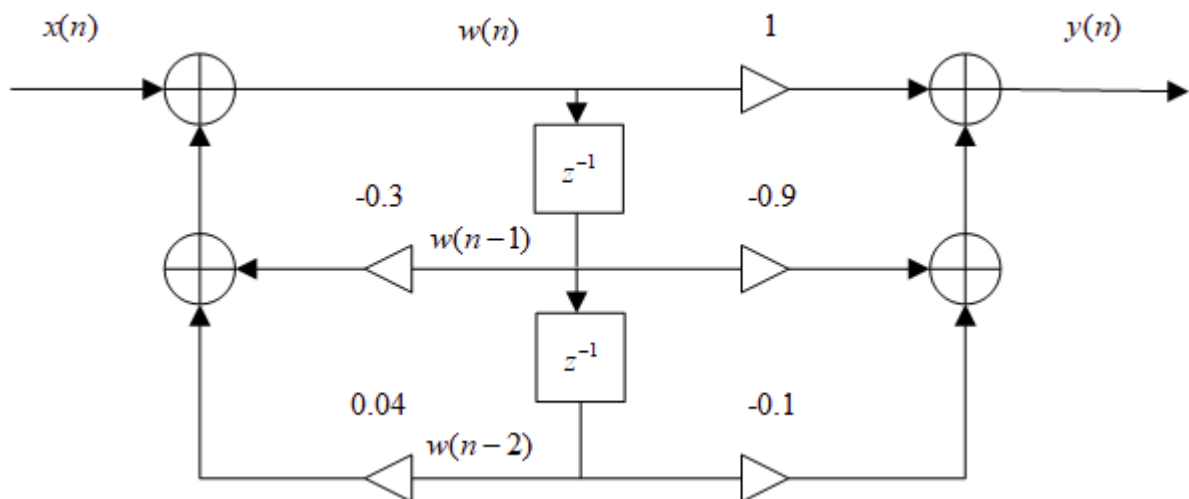 x(n) w(n) 1 y(n)
z⁻¹
-0.3 -0.9
w(n−1)
z⁻¹
0.04 -0.1
w(n−2)